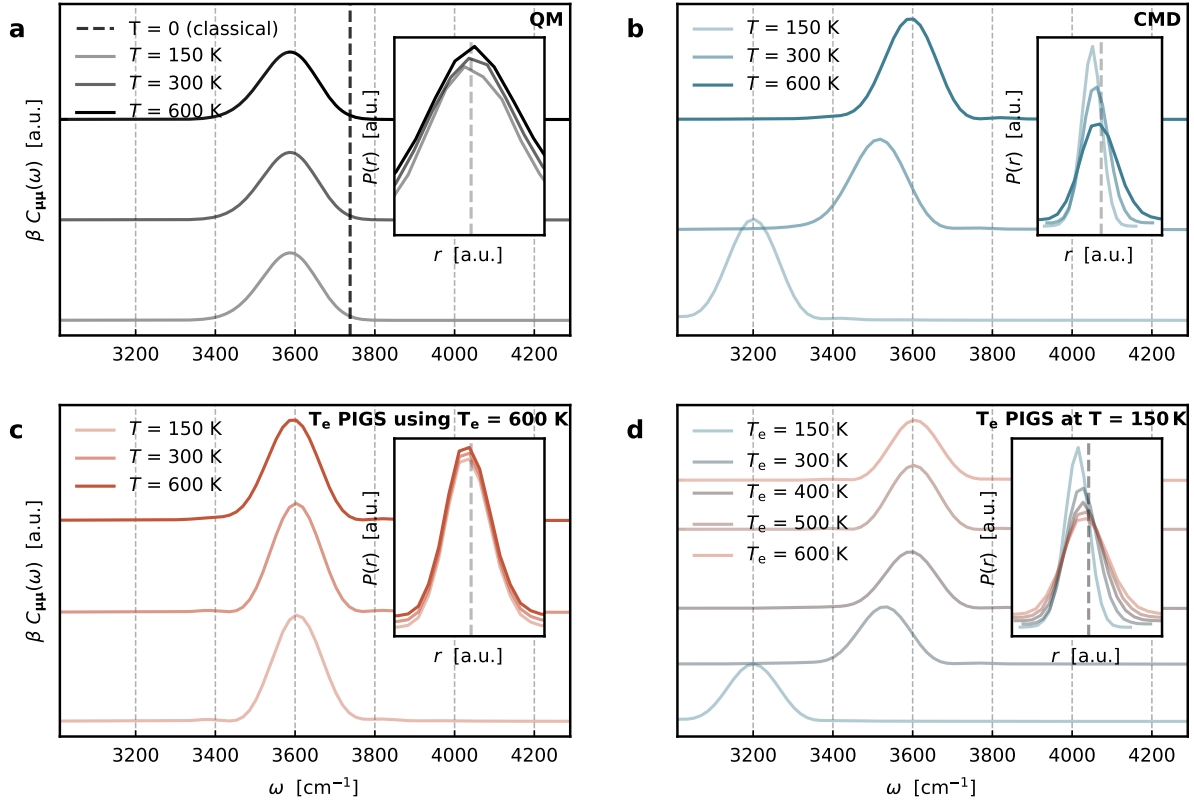 a
QM
T = 0 (classical)
T = 150 K
T = 300 K
T = 600 K
β C_μμ(ω) [a.u.]
P(r) [a.u.]
r [a.u.]
3200 3400 3600 3800 4000 4200
b
CMD
T = 150 K
T = 300 K
T = 600 K
P(r) [a.u.]
r [a.u.]
3200 3400 3600 3800 4000 4200
c
T_e PIGS using T_e = 600 K
T = 150 K
T = 300 K
T = 600 K
β C_μμ(ω) [a.u.]
P(r) [a.u.]
r [a.u.]
3200 3400 3600 3800 4000 4200
ω [cm⁻¹]
d
T_e PIGS at T = 150 K
T_e = 150 K
T_e = 300 K
T_e = 400 K
T_e = 500 K
T_e = 600 K
P(r) [a.u.]
r [a.u.]
3200 3400 3600 3800 4000 4200
ω [cm⁻¹]